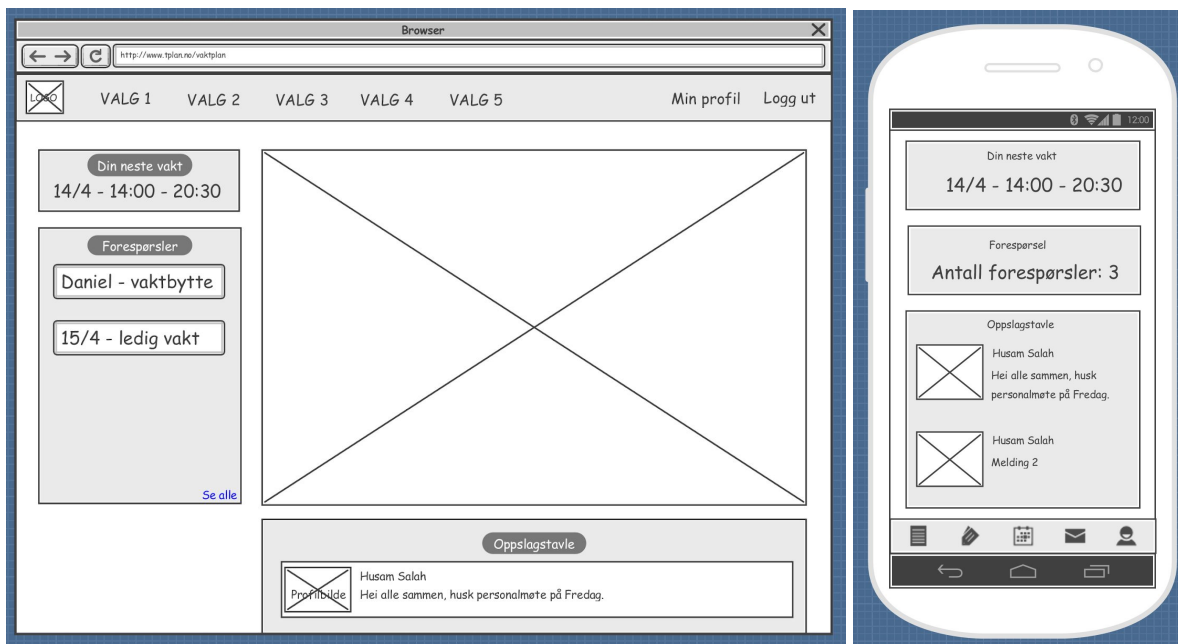 Browser
http://www.tplan.no/vaktplan
LOGO
VALG 1 VALG 2 VALG 3 VALG 4 VALG 5 Min profil Logg ut
Din neste vakt
14/4 - 14:00 - 20:30
Forespørsler
Daniel - vaktbytte
15/4 - ledig vakt
Se alle
Oppslagstavle
Profilbilde
Husam Salah
Hei alle sammen, husk personalmøte på Fredag.
12:00
Din neste vakt
14/4 - 14:00 - 20:30
Forespørsel
Antall forespørsler: 3
Oppslagstavle
Husam Salah
Hei alle sammen, husk
personalmøte på Fredag.
Husam Salah
Melding 2